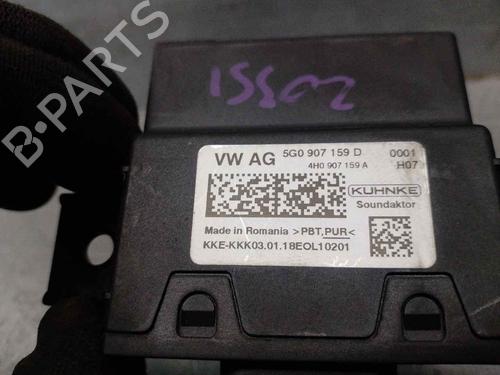 VW AG
5G0 907 159 D
0001
4H0 907 159 A
H07
KUHNKE
Soundaktor
Made in Romania >PBT,PUR<
KKE-KKK03.01.18EOL10201
B-PARTS